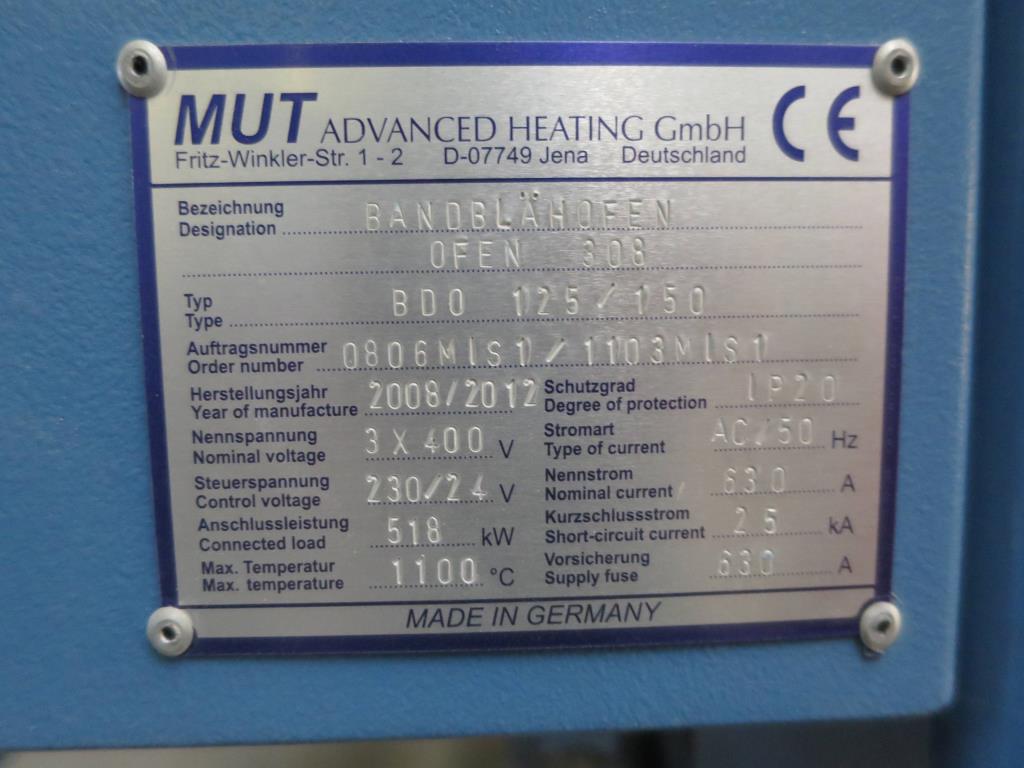 MUT ADVANCED HEATING GmbH CE
Fritz-Winkler-Str. 1 - 2 D-07749 Jena Deutschland
Bezeichnung
Designation BANDBLÄHOFEN
OFEN 308
Typ
Type BDO 125/150
Auftragsnummer
Order number 0806MIS1/1103MIS1
Herstellungsjahr
Year of manufacture 2008/2012
Schutzgrad
Degree of protection IP20
Nennspannung
Nominal voltage 3 X 400 V
Stromart
Type of current AC/50 Hz
Steuerspannung
Control voltage 230/24 V
Nennstrom
Nominal current 630 A
Anschlussleistung
Connected load 518 kW
Kurzschlussstrom
Short-circuit current 25 kA
Max. Temperatur
Max. temperature 1100 °C
Vorsicherung
Supply fuse 630 A
MADE IN GERMANY